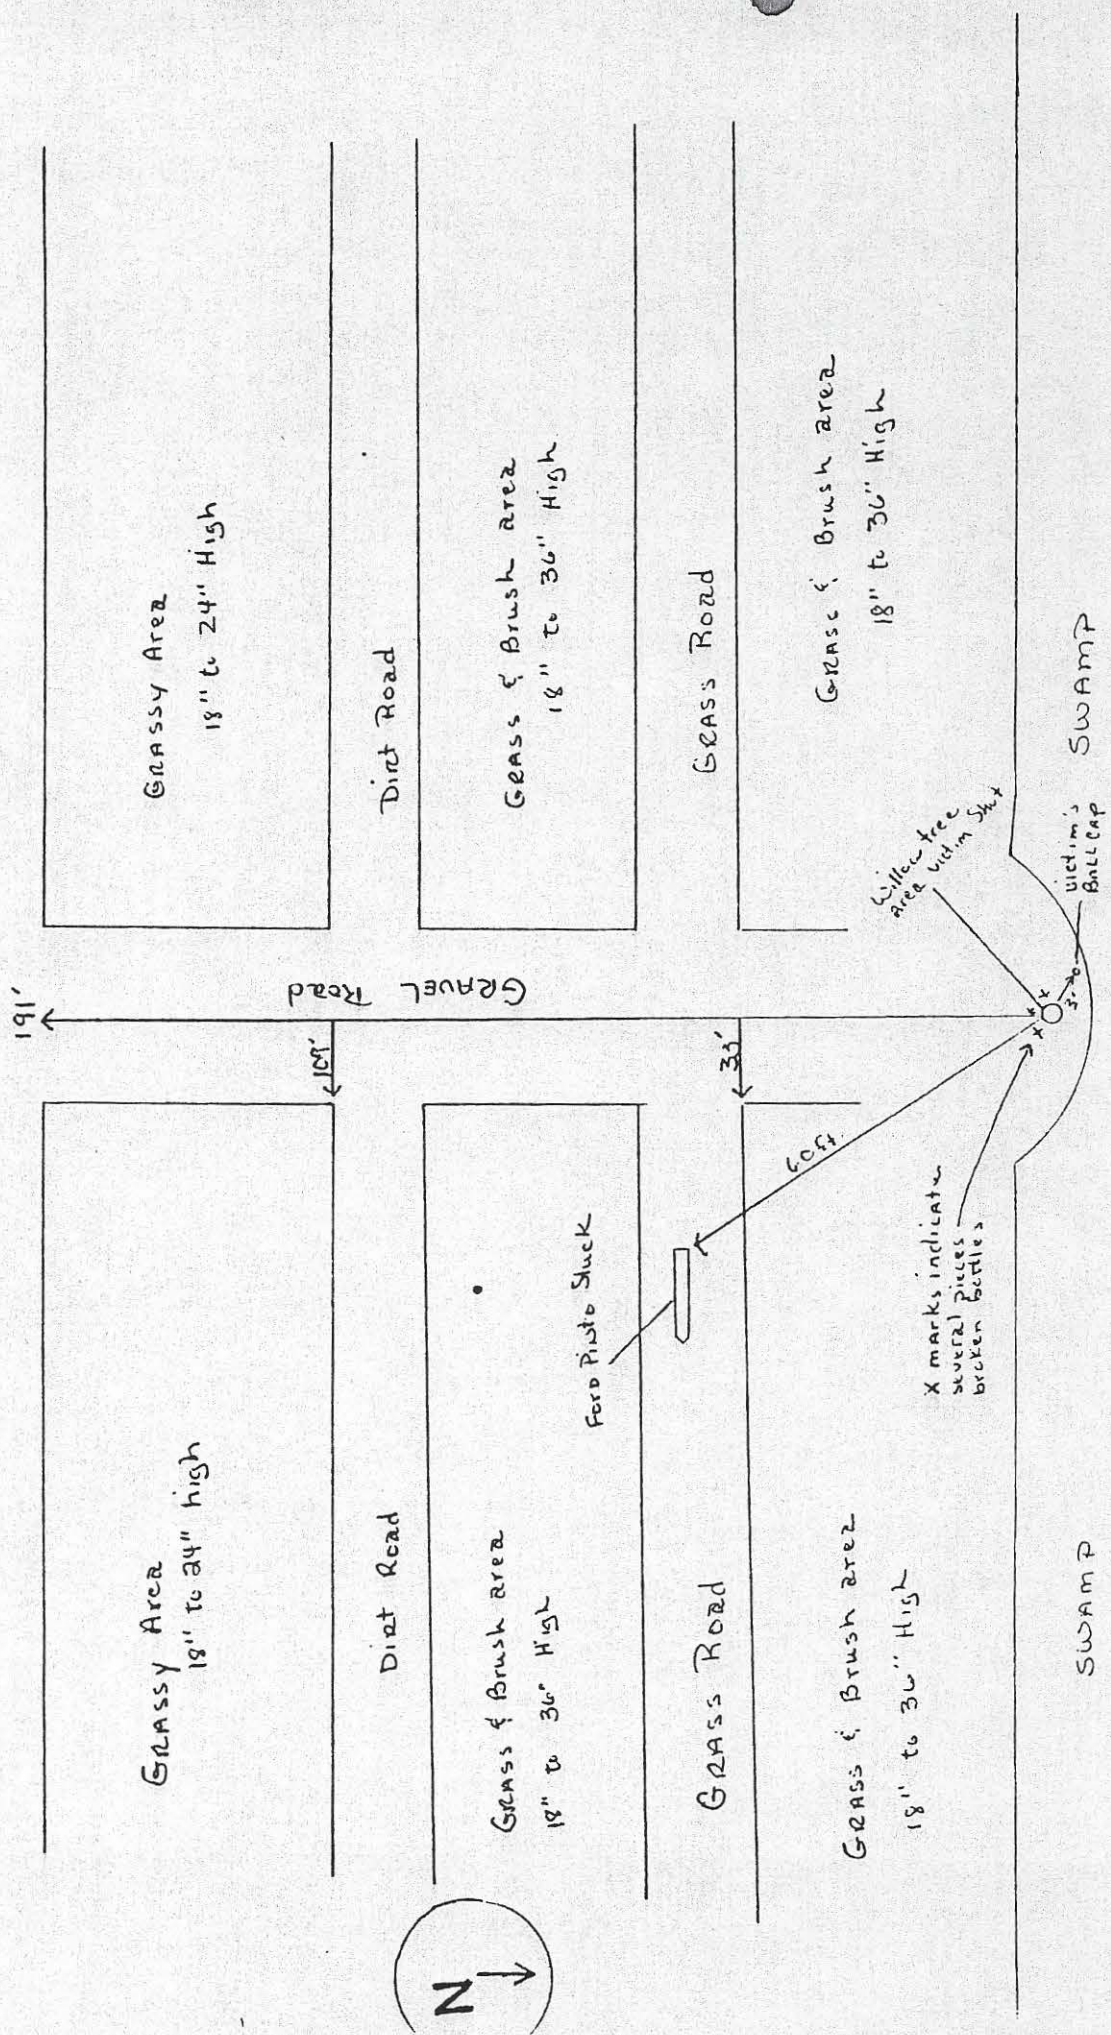 GRASSY Area
18" to 24" high
191'
GRAVEL Road
GRASSY Area
18" to 24" High
Dirt Road
109'
Dirt Road
GRASS & Brush area
18" to 36" High
GRASS & Brush area
18" to 36" High
Ford Pinto Stuck
N
GRASS Road
33'
GRASS Road
60 ft.
GRASS & Brush area
18" to 36" High
GRASS & Brush area
18" to 36" High
Willow tree
area victim
X marks indicate
several pieces
broken bottles
x
x
x
victim's
BALL CAP
SWAMP
SWAMP